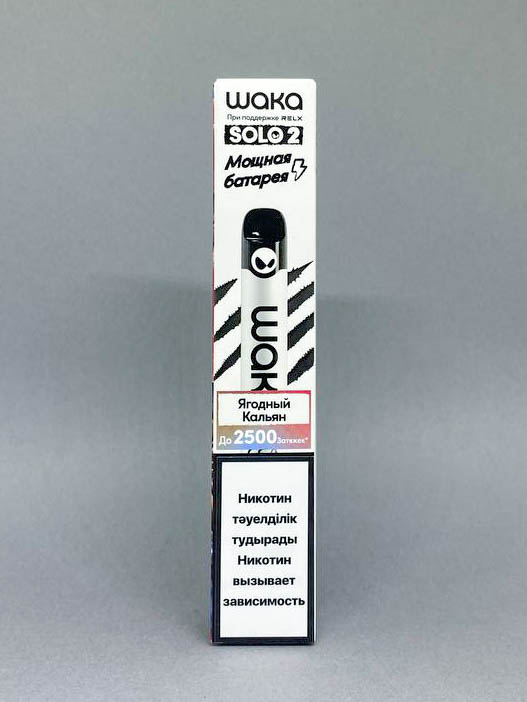 waka
При поддержке RELX
SOLO 2
Мощная
батарея
wak
Ягодный
Кальян
До 2500 Затяжек*
Никотин
тәуелділік
тудырады
Никотин
вызывает
зависимость